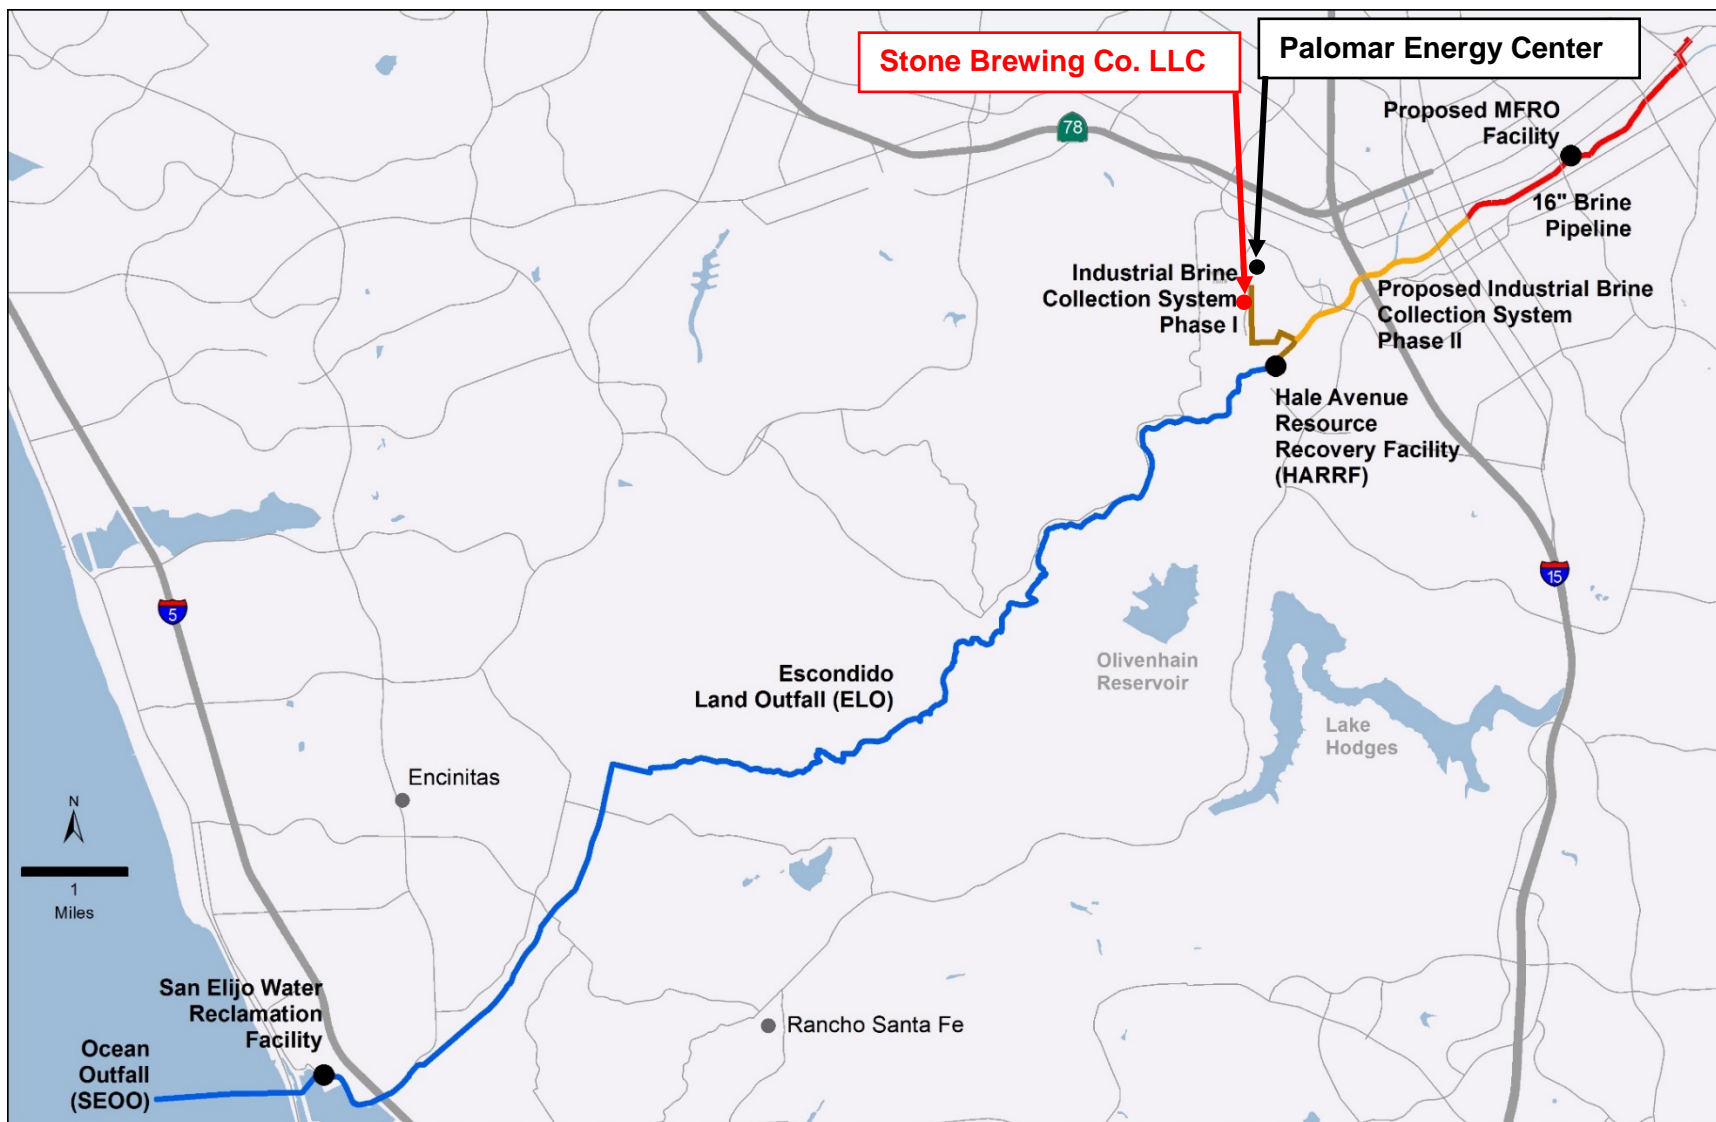 Stone Brewing Co. LLC
Palomar Energy Center
78
Proposed MFRO
Facility
16" Brine
Pipeline
Industrial Brine
Collection System
Phase I
Proposed Industrial Brine
Collection System
Phase II
Hale Avenue
Resource
Recovery Facility
(HARRF)
15
5
Olivenhain
Reservoir
Escondido
Land Outfall (ELO)
Lake
Hodges
Encinitas
N
1
Miles
San Elijo Water
Reclamation
Facility
Rancho Santa Fe
Ocean
Outfall
(SEOO)